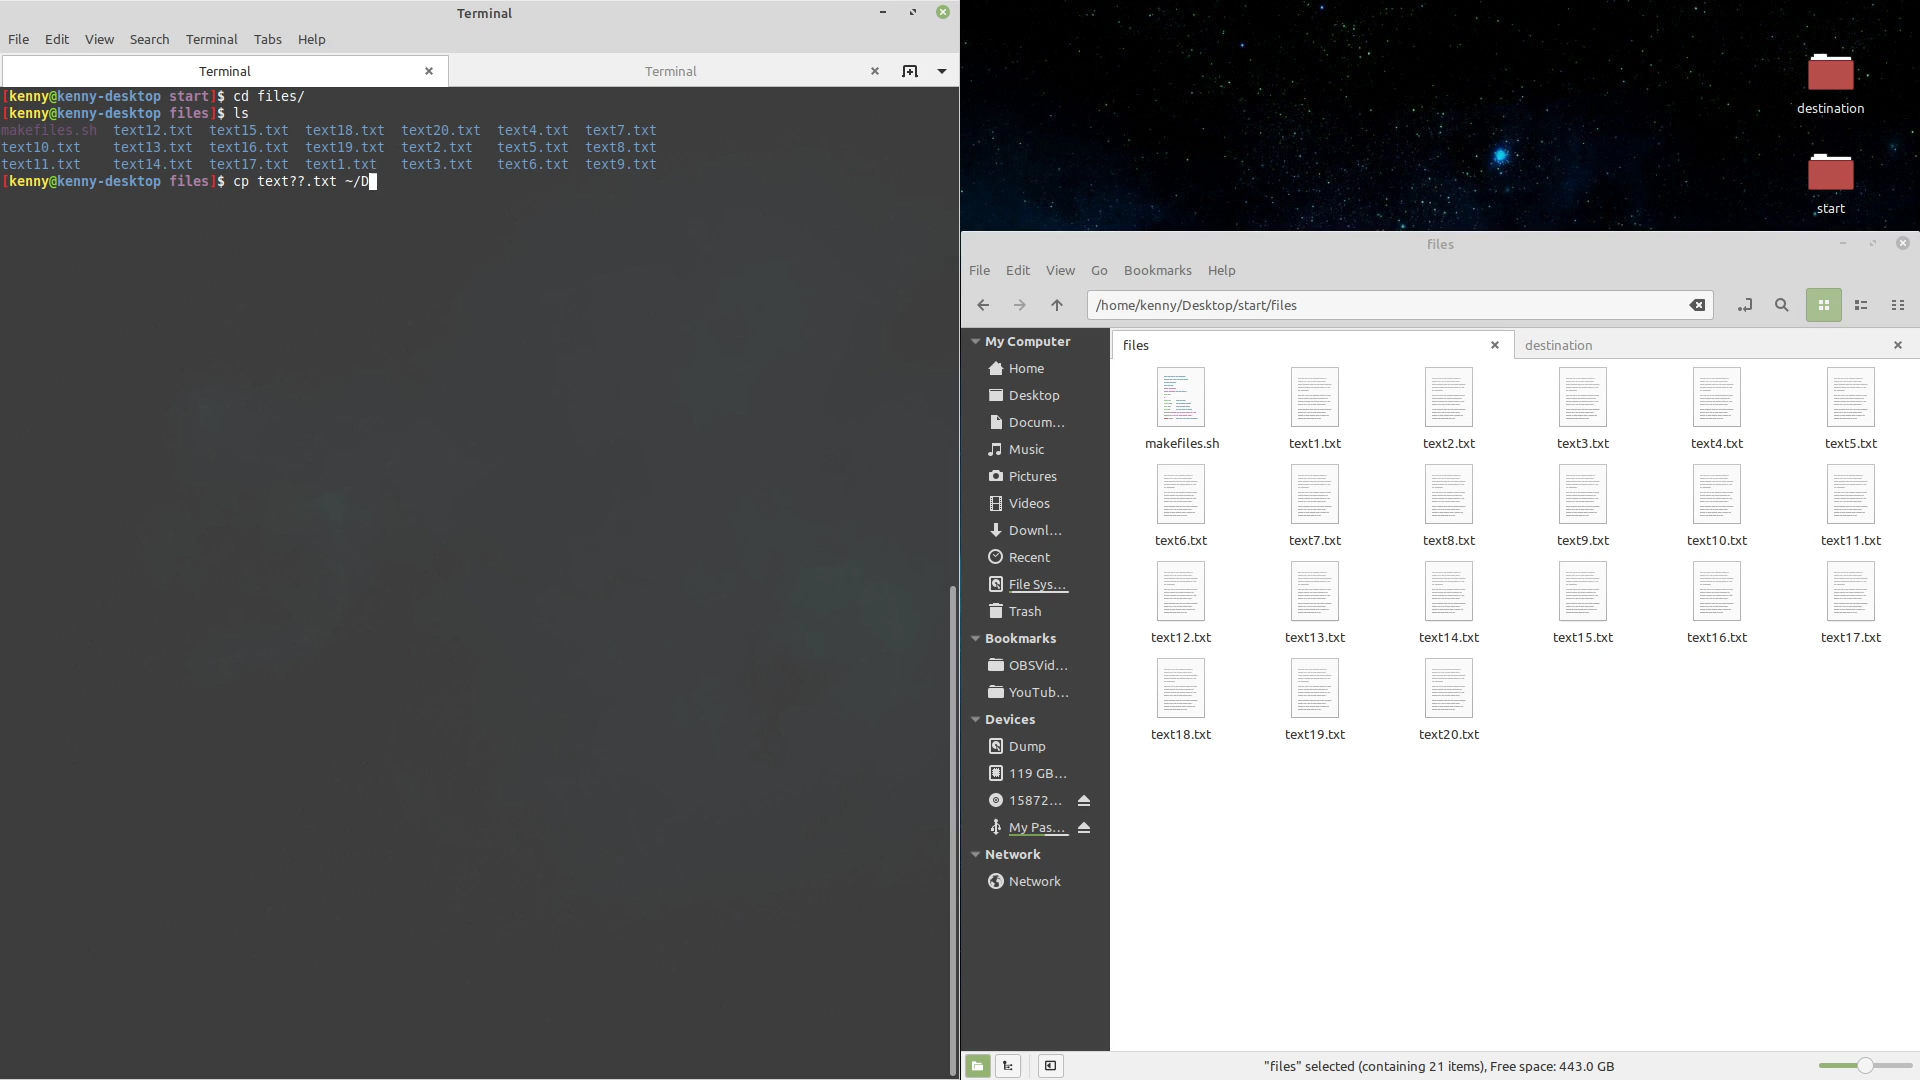 Terminal
File Edit View Search Terminal Tabs Help
Terminal
Terminal
[kenny@kenny-desktop start]$ cd files/
[kenny@kenny-desktop files]$ ls
makefiles.sh text12.txt text15.txt text18.txt text20.txt text4.txt text7.txt
text10.txt text13.txt text16.txt text19.txt text2.txt text5.txt text8.txt
text11.txt text14.txt text17.txt text1.txt text3.txt text6.txt text9.txt
[kenny@kenny-desktop files]$ cp text??.txt ~/D
destination
start
files
File Edit View Go Bookmarks Help
/home/kenny/Desktop/start/files
My Computer
Home
Desktop
Docum...
Music
Pictures
Videos
Downl...
Recent
File Sys...
Trash
Bookmarks
OBSVid...
YouTub...
Devices
Dump
119 GB...
15872...
My Pas...
Network
Network
files
destination
makefiles.sh text1.txt text2.txt text3.txt text4.txt text5.txt
text6.txt text7.txt text8.txt text9.txt text10.txt text11.txt
text12.txt text13.txt text14.txt text15.txt text16.txt text17.txt
text18.txt text19.txt text20.txt
"files" selected (containing 21 items), Free space: 443.0 GB